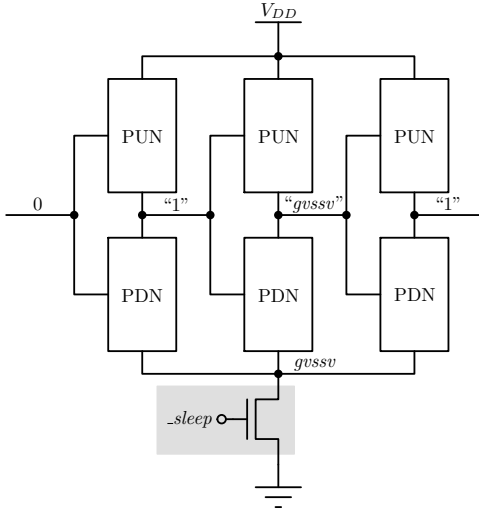 V_DD
PUN PUN PUN
0 “1” “gvssv” “1”
PDN PDN PDN
gvssv
_sleep